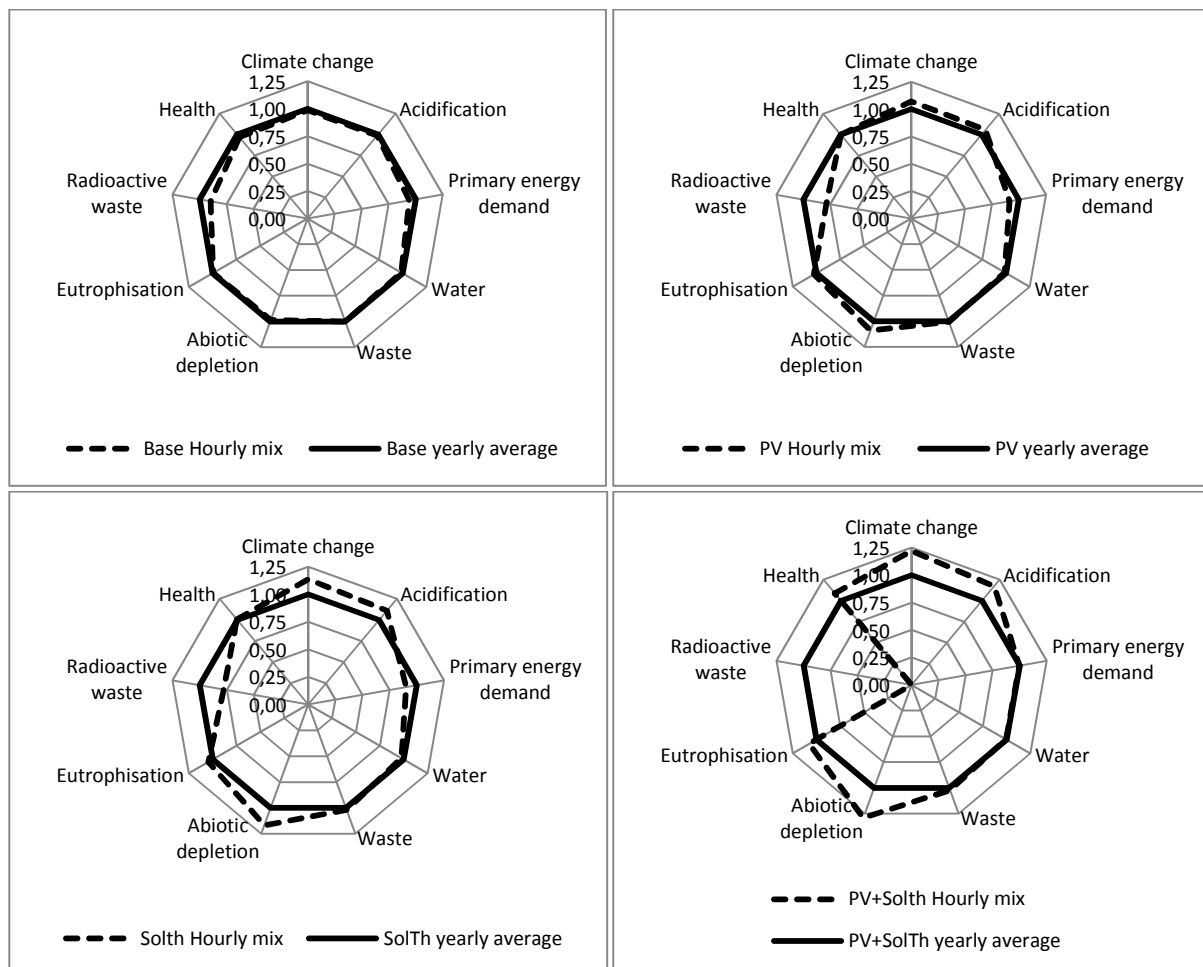 Climate change
1,25
1,00
0,75
0,50
0,25
0,00
Acidification
Primary energy
demand
Water
Waste
Abiotic
depletion
Eutrophisation
Radioactive
waste
Health
Base Hourly mix
Base yearly average
Climate change
1,25
1,00
0,75
0,50
0,25
0,00
Acidification
Primary energy
demand
Water
Waste
Abiotic
depletion
Eutrophisation
Radioactive
waste
Health
PV Hourly mix
PV yearly average
Climate change
1,25
1,00
0,75
0,50
0,25
0,00
Acidification
Primary energy
demand
Water
Waste
Abiotic
depletion
Eutrophisation
Radioactive
waste
Health
Solth Hourly mix
SolTh yearly average
Climate change
1,25
1,00
0,75
0,50
0,25
0,00
Acidification
Primary energy
demand
Water
Waste
Abiotic
depletion
Eutrophisation
Radioactive
waste
Health
PV+Solth Hourly mix
PV+SolTh yearly average